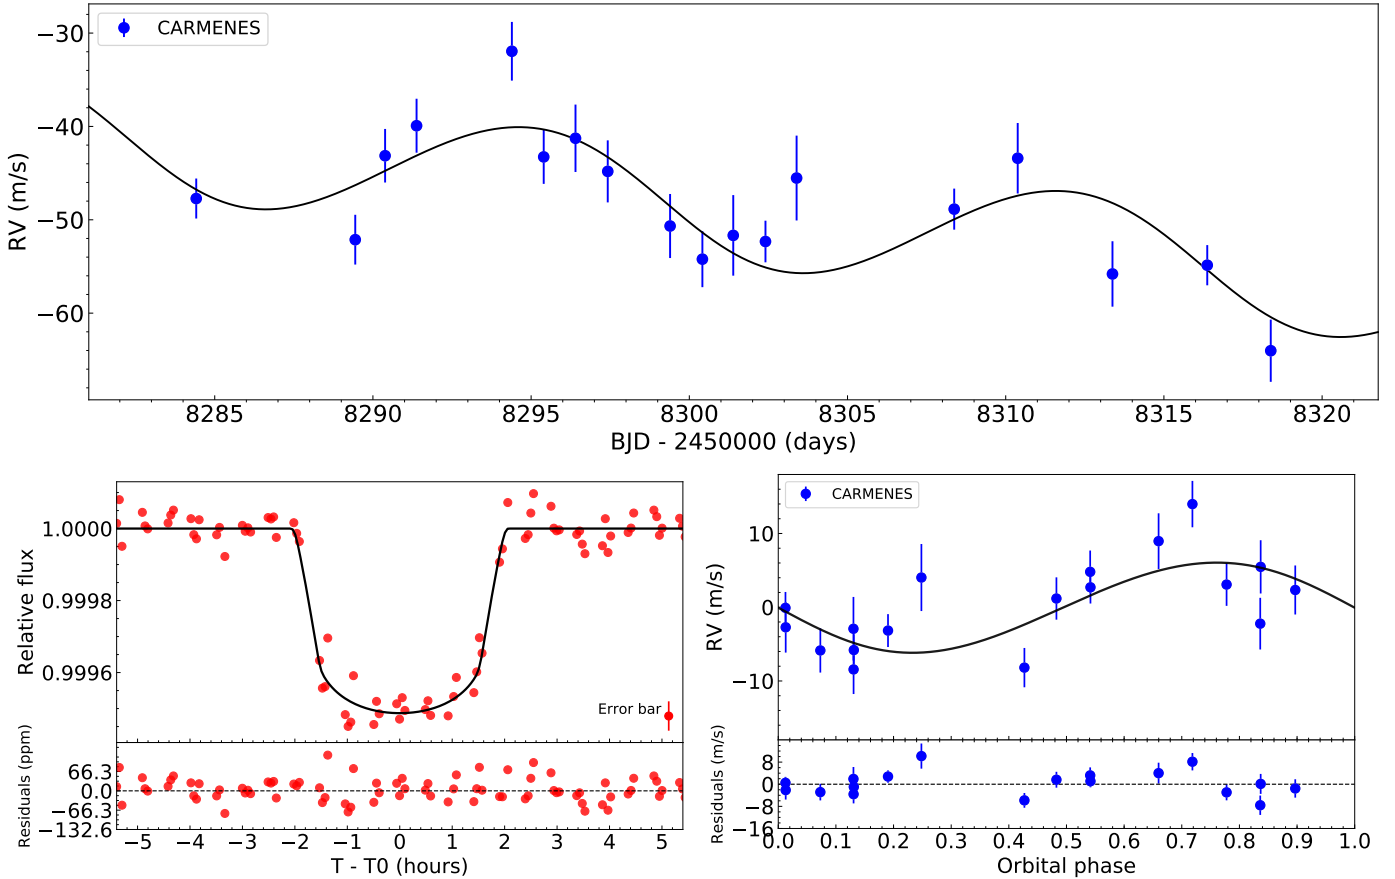 CARMENES
RV (m/s)
−30
−40
−50
−60
8285 8290 8295 8300 8305 8310 8315 8320
BJD - 2450000 (days)
Relative flux
1.0000
0.9998
0.9996
Error bar
Residuals (ppm)
66.3
0.0
−66.3
−132.6
−5 −4 −3 −2 −1 0 1 2 3 4 5
T - T0 (hours)
CARMENES
RV (m/s)
10
0
−10
Residuals (m/s)
8
0
−8
−16
0.0 0.1 0.2 0.3 0.4 0.5 0.6 0.7 0.8 0.9 1.0
Orbital phase